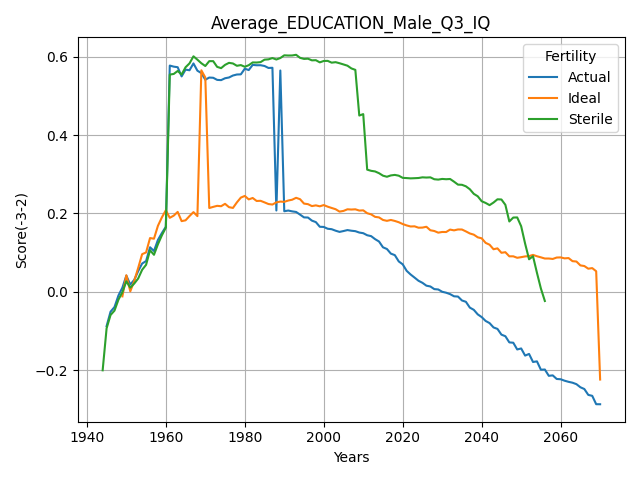 Average_EDUCATION_Male_Q3_IQ
Fertility
Actual
Ideal
Sterile
Score(-3-2)
0.6
0.4
0.2
0.0
−0.2
1940
1960
1980
2000
2020
2040
2060
Years